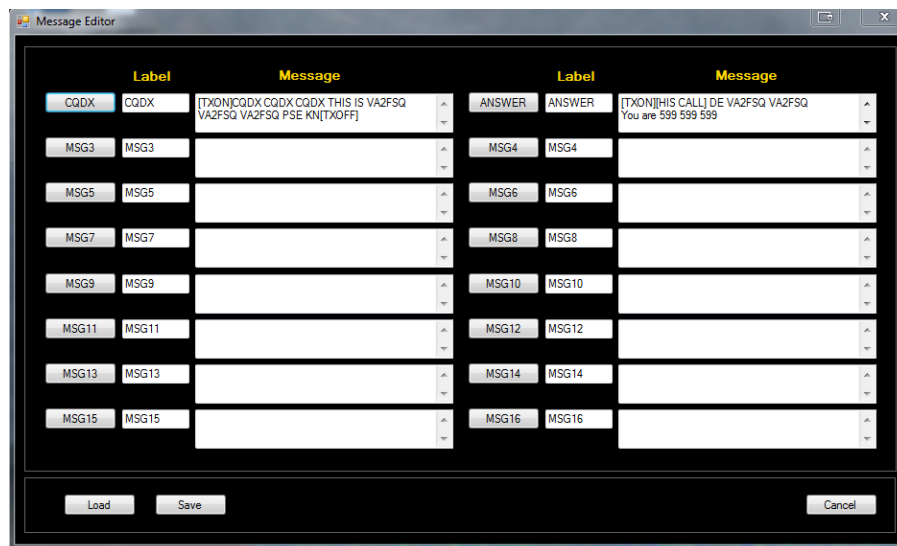 Message Editor
Label Message Label Message
CQDX CQDX [TXON]CQDX CQDX CQDX THIS IS VA2FSQ
VA2FSQ VA2FSQ PSE KN[TXOFF]
ANSWER ANSWER [TXON][HIS CALL] DE VA2FSQ VA2FSQ
You are 599 599 599
MSG3 MSG3 MSG4 MSG4
MSG5 MSG5 MSG6 MSG6
MSG7 MSG7 MSG8 MSG8
MSG9 MSG9 MSG10 MSG10
MSG11 MSG11 MSG12 MSG12
MSG13 MSG13 MSG14 MSG14
MSG15 MSG15 MSG16 MSG16
Load Save Cancel